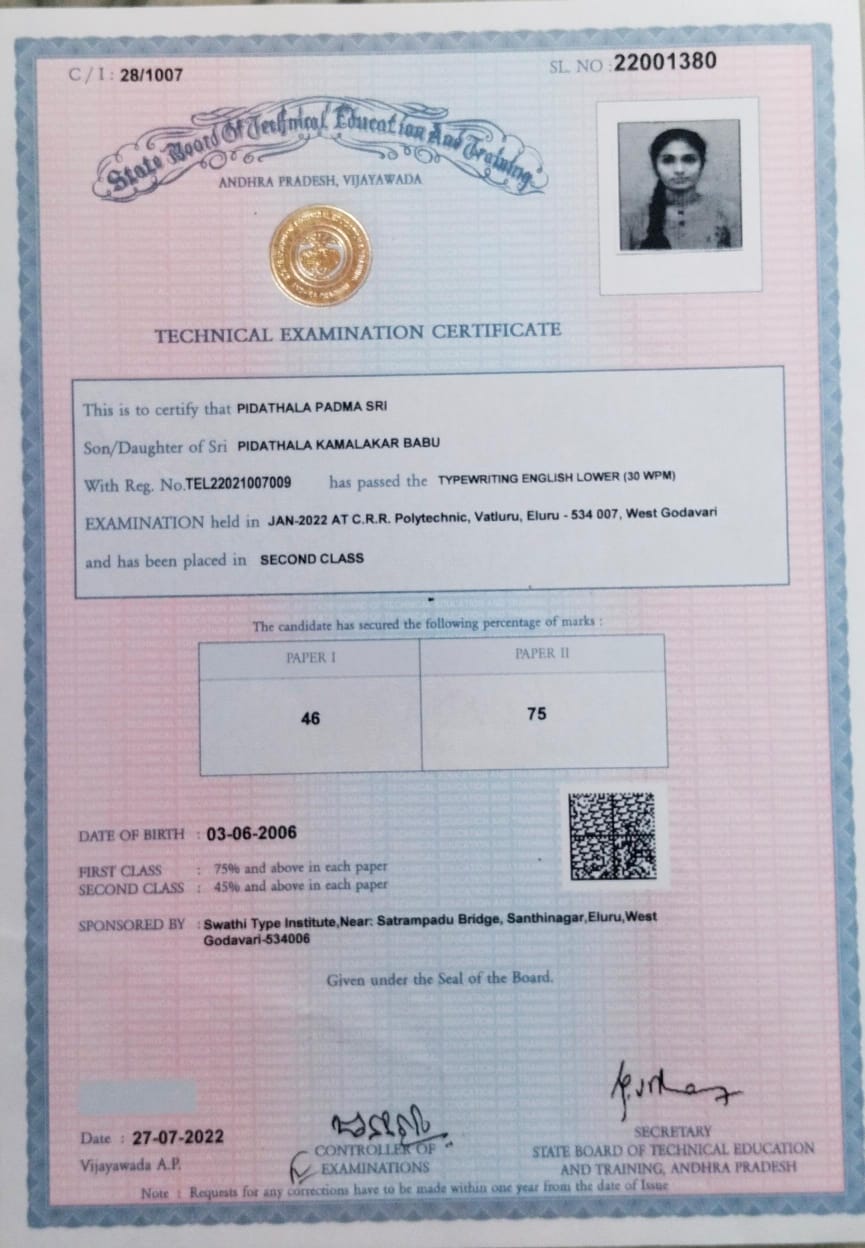 C / I : 28/1007
SL. NO : 22001380
State Board Of Technical Education And Training
ANDHRA PRADESH, VIJAYAWADA
TECHNICAL EXAMINATION CERTIFICATE
This is to certify that PIDATHALA PADMA SRI
Son/Daughter of Sri PIDATHALA KAMALAKAR BABU
With Reg. No.TEL22021007009 has passed the TYPEWRITING ENGLISH LOWER (30 WPM)
EXAMINATION held in JAN-2022 AT C.R.R. Polytechnic, Vatluru, Eluru - 534 007, West Godavari
and has been placed in SECOND CLASS
The candidate has secured the following percentage of marks :
PAPER I PAPER II
46 75
DATE OF BIRTH : 03-06-2006
FIRST CLASS : 75% and above in each paper
SECOND CLASS : 45% and above in each paper
SPONSORED BY : Swathi Type Institute,Near: Satrampadu Bridge, Santhinagar,Eluru,West
Godavari-534006
Given under the Seal of the Board.
Date : 27-07-2022
Vijayawada A.P.
CONTROLLER OF
EXAMINATIONS
SECRETARY
STATE BOARD OF TECHNICAL EDUCATION
AND TRAINING, ANDHRA PRADESH
Note : Requests for any corrections have to be made within one year from the date of Issue